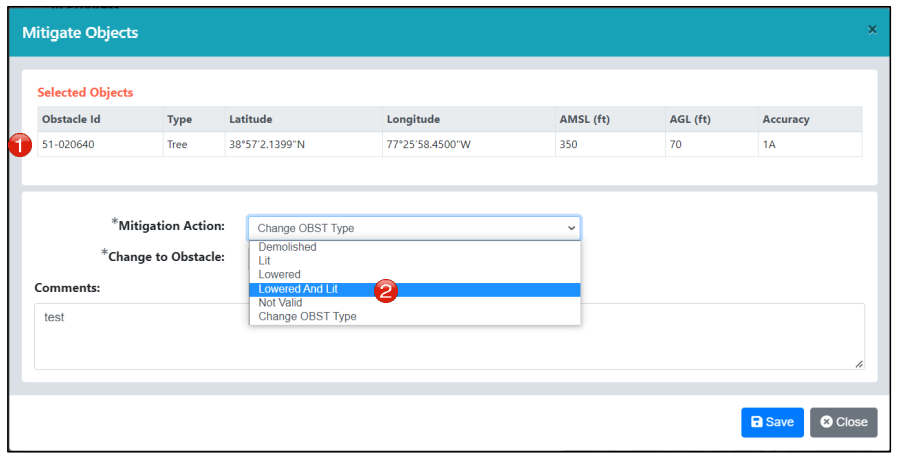 Mitigate Objects ×
Selected Objects
Obstacle Id Type Latitude Longitude AMSL (ft) AGL (ft) Accuracy
1 51-020640 Tree 38°57'2.1399"N 77°25'58.4500"W 350 70 1A
*Mitigation Action: Change OBST Type
Demolished
*Change to Obstacle:
Lit
Lowered
Lowered And Lit 2
Comments:
Not Valid
Change OBST Type
test
Save Close